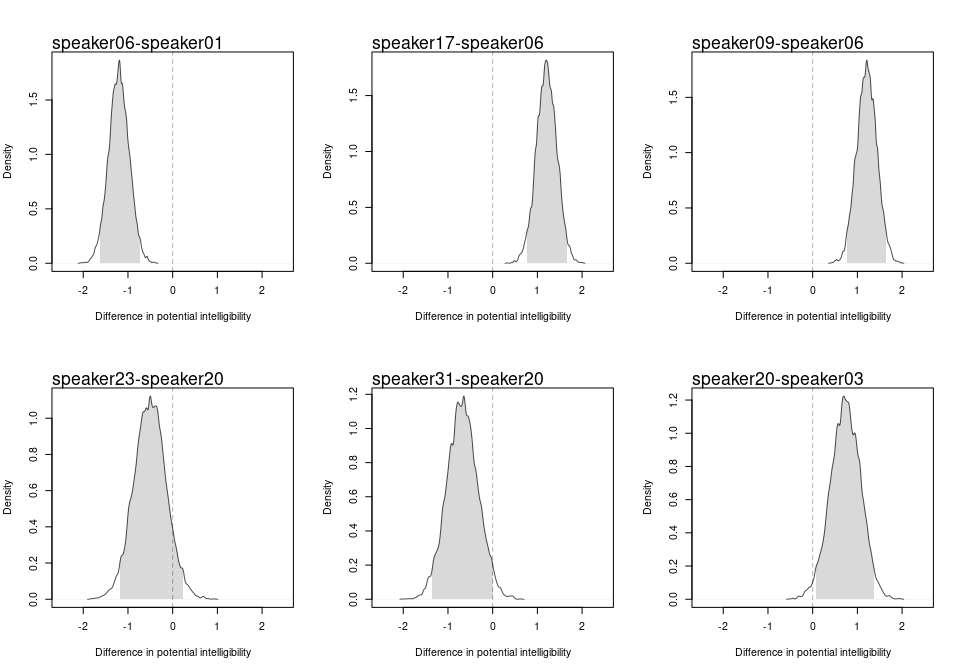 speaker06-speaker01
Density
0.0 0.5 1.0 1.5
-2 -1 0 1 2
Difference in potential intelligibility
speaker17-speaker06
Density
0.0 0.5 1.0 1.5
-2 -1 0 1 2
Difference in potential intelligibility
speaker09-speaker06
Density
0.0 0.5 1.0 1.5
-2 -1 0 1 2
Difference in potential intelligibility
speaker23-speaker20
Density
0.0 0.2 0.4 0.6 0.8 1.0
-2 -1 0 1 2
Difference in potential intelligibility
speaker31-speaker20
Density
0.0 0.2 0.4 0.6 0.8 1.0 1.2
-2 -1 0 1 2
Difference in potential intelligibility
speaker20-speaker03
Density
0.0 0.2 0.4 0.6 0.8 1.0 1.2
-2 -1 0 1 2
Difference in potential intelligibility